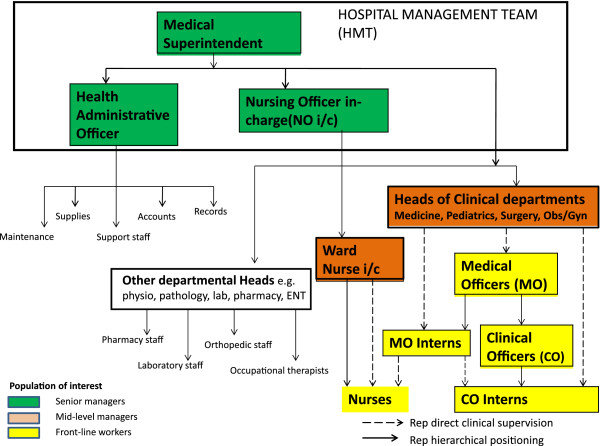 HOSPITAL MANAGEMENT TEAM
(HMT)
Medical
Superintendent
Health
Administrative
Officer
Nursing Officer in-
charge(NO i/c)
Supplies
Accounts
Records
Maintenance
Support staff
Heads of Clinical departments
Medicine, Pediatrics, Surgery, Obs/Gyn
Ward
Nurse i/c
Medical
Officers (MO)
Other departmental Heads e.g.
physio, pathology, lab, pharmacy, ENT
MO Interns
Clinical
Officers (CO)
Pharmacy staff
Orthopedic staff
Laboratory staff
Occupational therapists
Nurses
CO Interns
Population of interest
Senior managers
Mid-level managers
Front-line workers
Rep direct clinical supervision
Rep hierarchical positioning